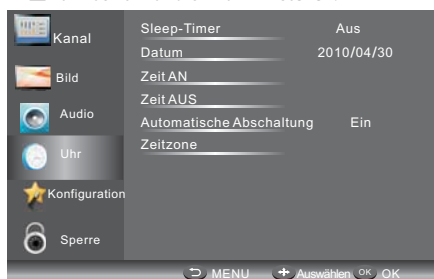 Kanal
Bild
Audio
Uhr
Konfiguration
Sperre
Sleep-Timer Aus
Datum 2010/04/30
Zeit AN
Zeit AUS
Automatische Abschaltung Ein
Zeitzone
MENU Auswählen OK OK